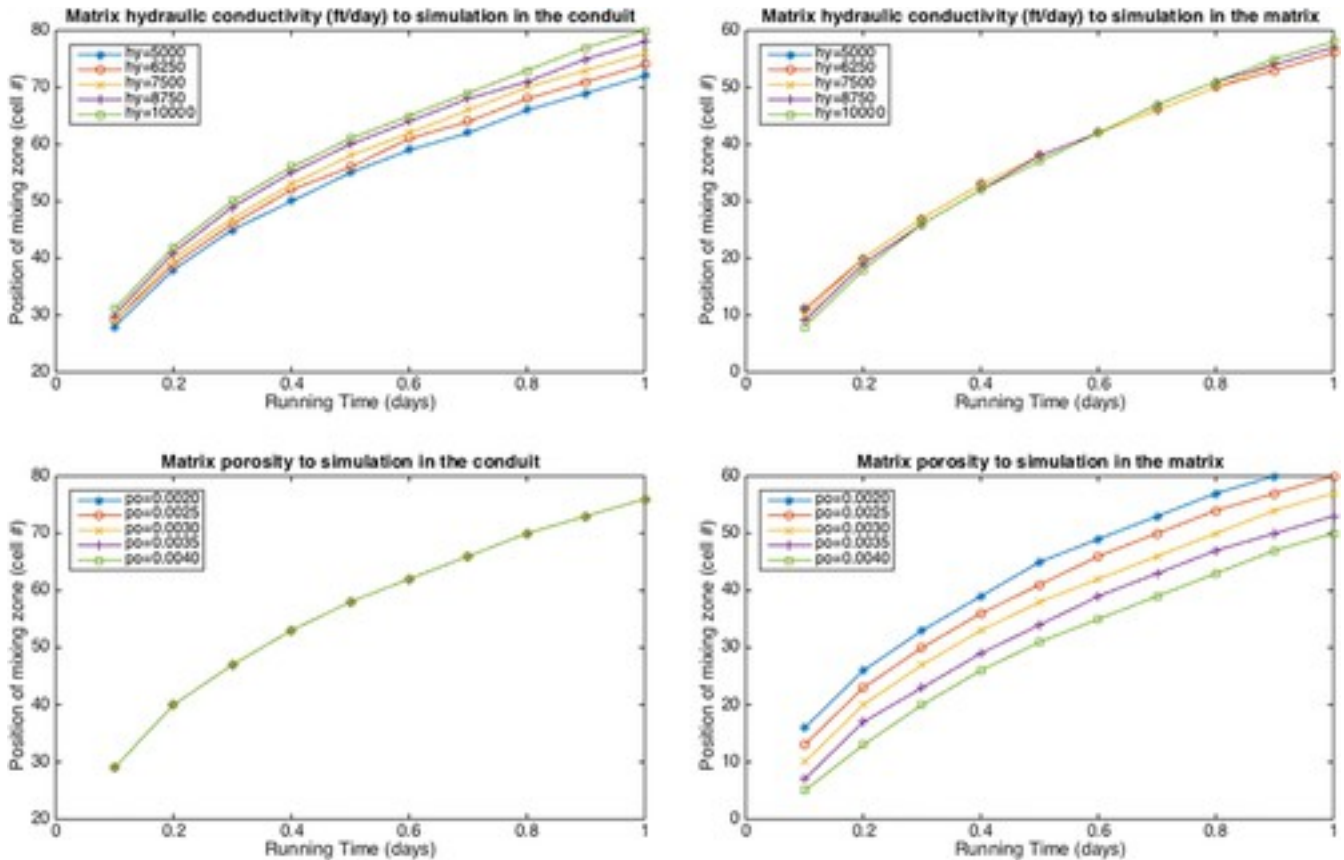 Matrix hydraulic conductivity (ft/day) to simulation in the conduit
80
70
60
50
40
30
20
Position of mixing zone (cell #)
hy=5000
hy=6250
hy=7500
hy=8750
hy=10000
0 0.2 0.4 0.6 0.8 1
Running Time (days)
Matrix hydraulic conductivity (ft/day) to simulation in the matrix
60
50
40
30
20
10
0
Position of mixing zone (cell #)
hy=5000
hy=6250
hy=7500
hy=8750
hy=10000
0 0.2 0.4 0.6 0.8 1
Running Time (days)
Matrix porosity to simulation in the conduit
80
70
60
50
40
30
20
Position of mixing zone (cell #)
po=0.0020
po=0.0025
po=0.0030
po=0.0035
po=0.0040
0 0.2 0.4 0.6 0.8 1
Running Time (days)
Matrix porosity to simulation in the matrix
60
50
40
30
20
10
0
Position of mixing zone (cell #)
po=0.0020
po=0.0025
po=0.0030
po=0.0035
po=0.0040
0 0.2 0.4 0.6 0.8 1
Running Time (days)